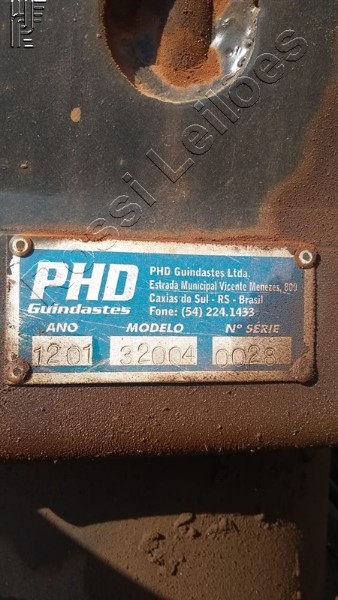 Rossi Leilões
PHD
Guindastes
PHD Guindastes Ltda.
Estrada Municipal Vicente Menezes, 800
Caxias do Sul - RS - Brasil
Fone: (54) 224.1433
ANO MODELO Nº SÉRIE
1201 32004 0028